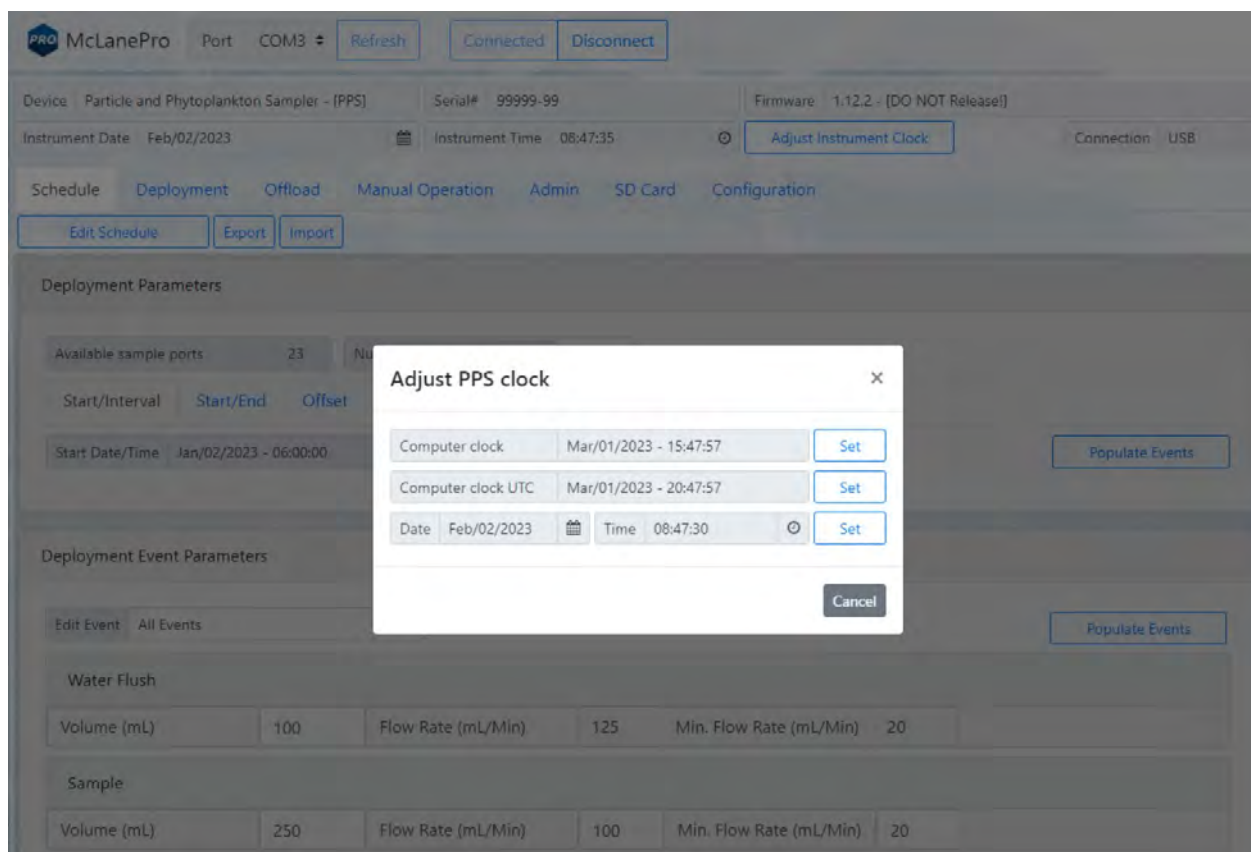 PRO McLanePro Port COM3 Refresh Connected Disconnect
Device Particle and Phytoplankton Sampler - [PPS] Serial# 99999-99 Firmware 1.12.2 - [DO NOT Release!]
Instrument Date Feb/02/2023 Instrument Time 08:47:35 Adjust Instrument Clock Connection USB
Schedule Deployment Offload Manual Operation Admin SD Card Configuration
Edit Schedule Export Import
Deployment Parameters
Available sample ports 23 Nu
Start/Interval Start/End Offset
Start Date/Time Jan/02/2023 - 06:00:00 Populate Events
Adjust PPS clock ×
Computer clock Mar/01/2023 - 15:47:57 Set
Computer clock UTC Mar/01/2023 - 20:47:57 Set
Date Feb/02/2023 Time 08:47:30 Set
Cancel
Deployment Event Parameters
Edit Event All Events Populate Events
Water Flush
Volume (mL) 100 Flow Rate (mL/Min) 125 Min. Flow Rate (mL/Min) 20
Sample
Volume (mL) 250 Flow Rate (mL/Min) 100 Min. Flow Rate (mL/Min) 20